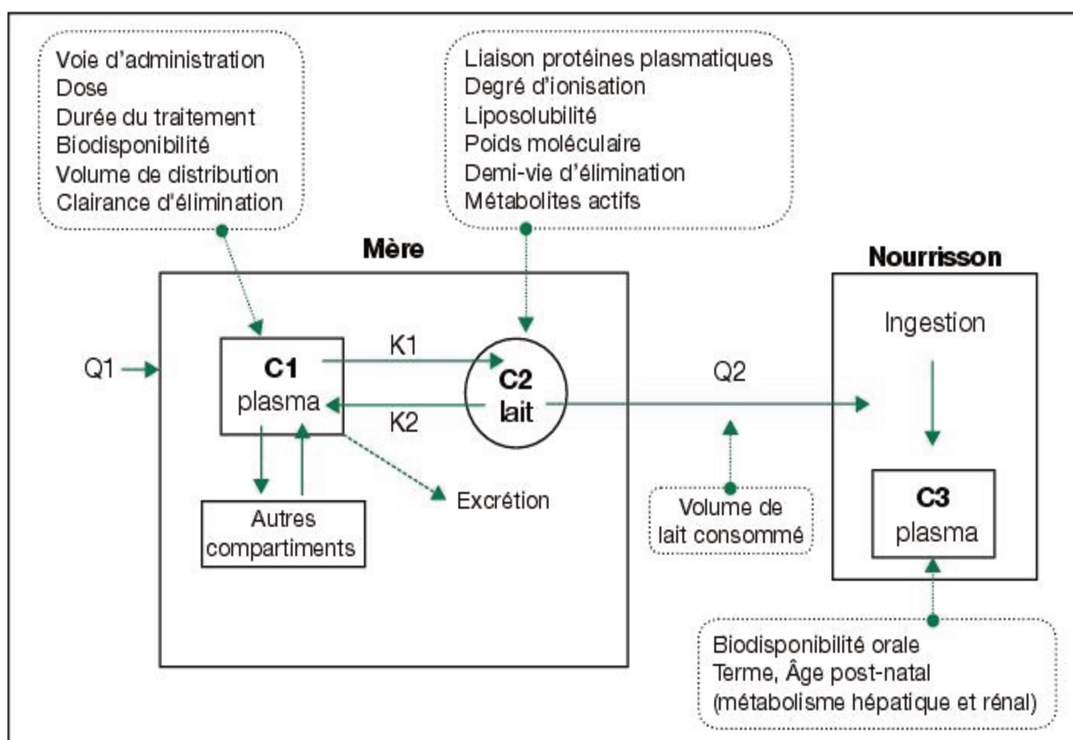 Voie d'administration
Dose
Durée du traitement
Biodisponibilité
Volume de distribution
Clairance d'élimination
Liaison protéines plasmatiques
Degré d'ionisation
Liposolubilité
Poids moléculaire
Demi-vie d'élimination
Métabolites actifs
Mère
Nourrisson
Q1
C1
plasma
K1
K2
C2
lait
Autres
compartiments
Excrétion
Q2
Volume de
lait consommé
Ingestion
C3
plasma
Biodisponibilité orale
Terme, Âge post-natal
(métabolisme hépatique et rénal)